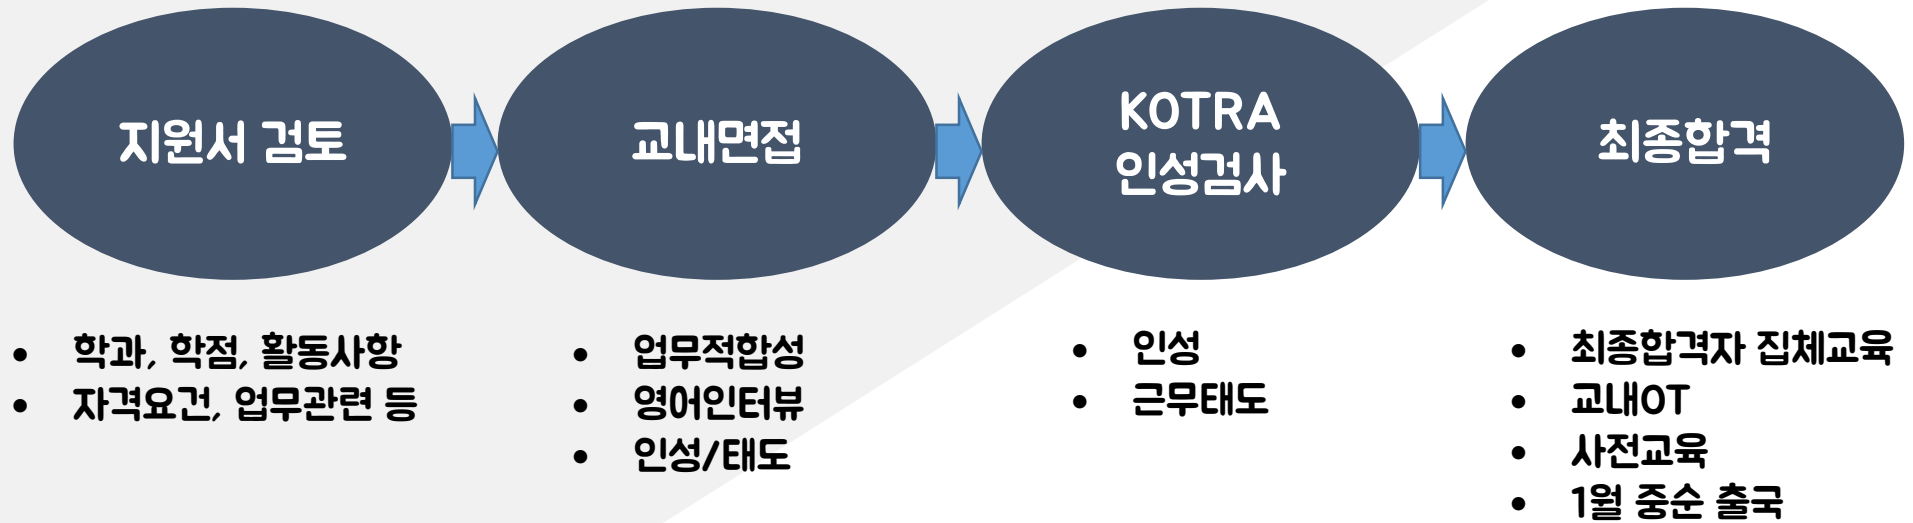 지원서 검토
교내면접
KOTRA
인성검사
최종합격
• 학과, 학점, 활동사항
• 자격요건, 업무관련 등
• 업무적합성
• 영어인터뷰
• 인성/태도
• 인성
• 근무태도
• 최종합격자 집체교육
• 교내OT
• 사전교육
• 1월 중순 출국